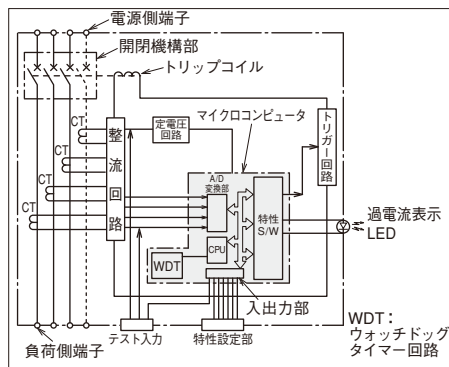 電源側端子
開閉機構部
トリップコイル
CT
CT
CT
CT
整流回路
定電圧
回路
マイクロコンピュータ
トリガー回路
A/D
変換部
特性
S/W
CPU
WDT
過電流表示
LED
入出力部
テスト入力
特性設定部
負荷側端子
WDT：
ウォッチドッグ
タイマー回路